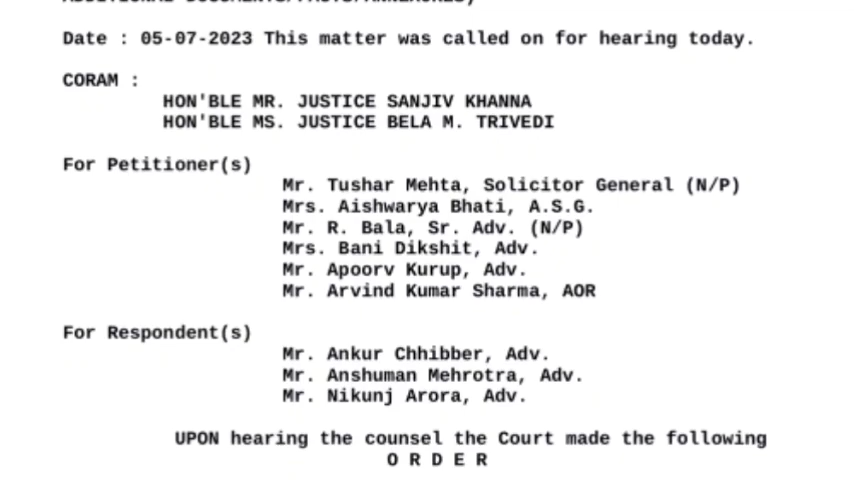 Date : 05-07-2023 This matter was called on for hearing today.
CORAM :
HON'BLE MR. JUSTICE SANJIV KHANNA
HON'BLE MS. JUSTICE BELA M. TRIVEDI
For Petitioner(s)
Mr. Tushar Mehta, Solicitor General (N/P)
Mrs. Aishwarya Bhati, A.S.G.
Mr. R. Bala, Sr. Adv. (N/P)
Mrs. Bani Dikshit, Adv.
Mr. Apoorv Kurup, Adv.
Mr. Arvind Kumar Sharma, AOR
For Respondent(s)
Mr. Ankur Chhibber, Adv.
Mr. Anshuman Mehrotra, Adv.
Mr. Nikunj Arora, Adv.
UPON hearing the counsel the Court made the following
O R D E R